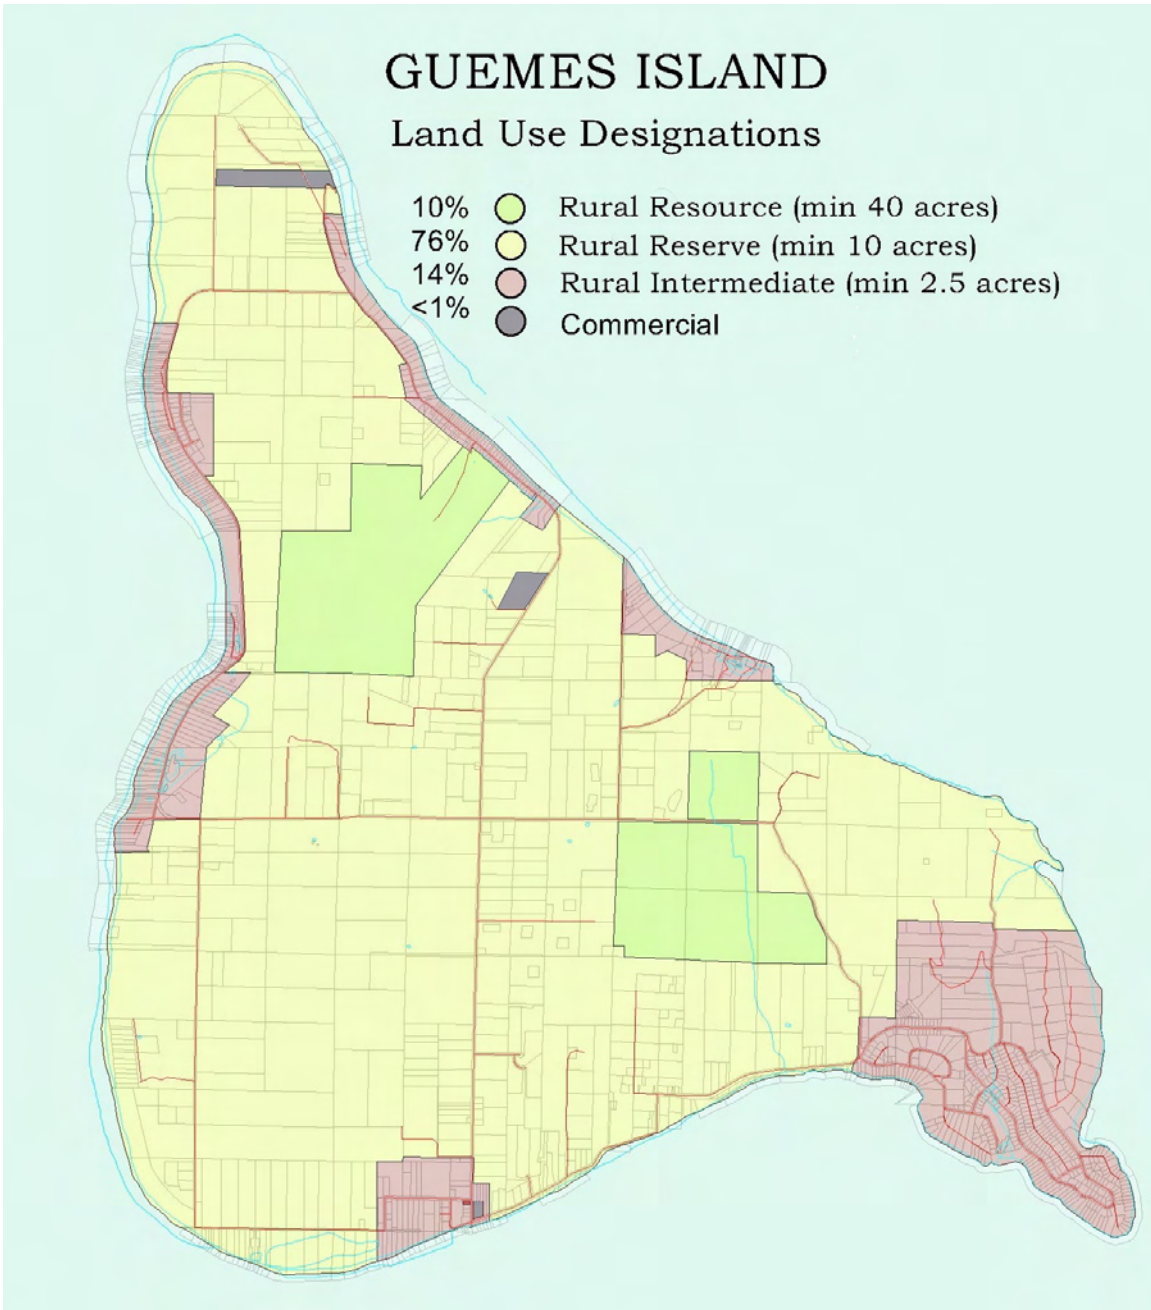 GUEMES ISLAND
Land Use Designations
10% Rural Resource (min 40 acres)
76% Rural Reserve (min 10 acres)
14% Rural Intermediate (min 2.5 acres)
<1% Commercial